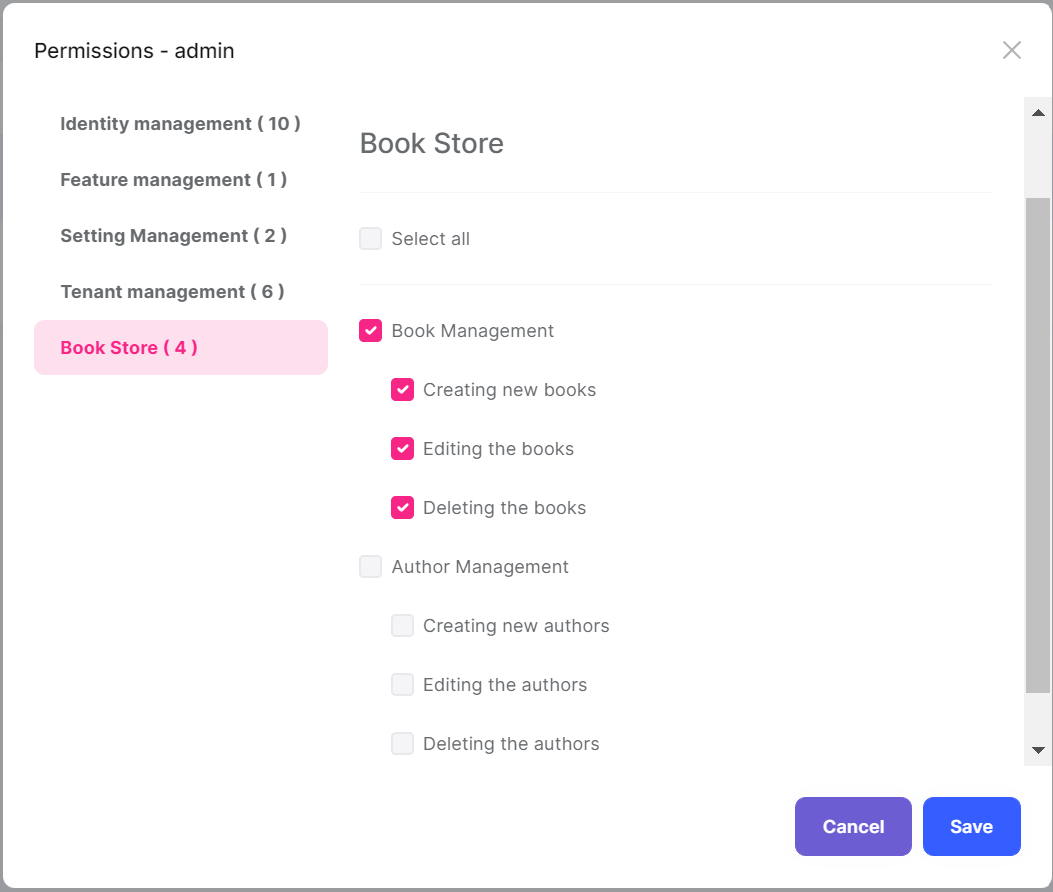 Permissions - admin
Identity management ( 10 )
Feature management ( 1 )
Setting Management ( 2 )
Tenant management ( 6 )
Book Store ( 4 )
Book Store
Select all
Book Management
Creating new books
Editing the books
Deleting the books
Author Management
Creating new authors
Editing the authors
Deleting the authors
Cancel
Save